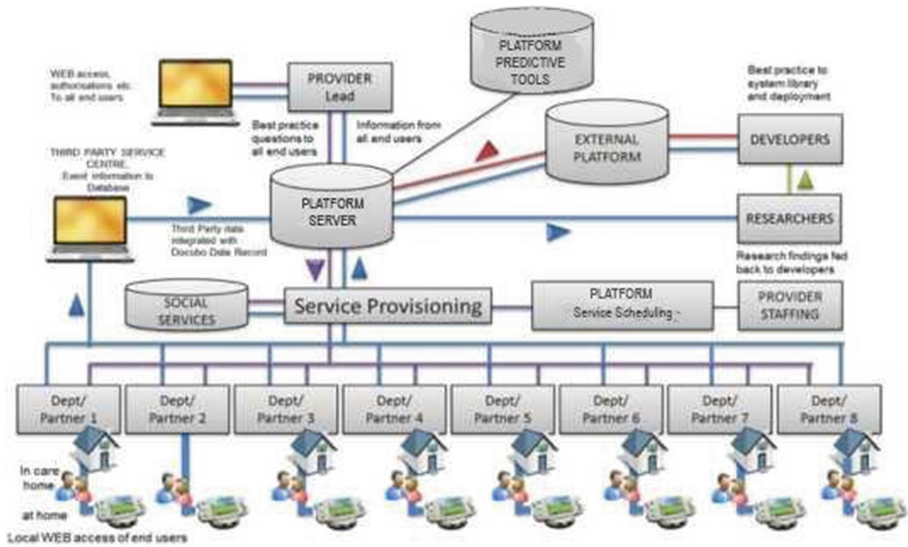 PLATFORM
PREDICTIVE
TOOLS
WEB access,
authorisations etc.
To all end users
PROVIDER
Lead
Best practice to
system library
and deployment
Best practice
questions to
all end users
Information from
all end users
EXTERNAL
PLATFORM
DEVELOPERS
THIRD PARTY SERVICE
CENTRE,
Event information to
Database
PLATFORM
SERVER
RESEARCHERS
Third Party data
integrated with
Docobo Data Record
Research findings fed
back to developers
SOCIAL
SERVICES
Service Provisioning
PLATFORM
Service Scheduling -
PROVIDER
STAFFING
Dept/
Partner 1
Dept/
Partner 2
Dept/
Partner 3
Dept/
Partner 4
Dept/
Partner 5
Dept/
Partner 6
Dept/
Partner 7
Dept/
Partner 8
In care
home
at home
Local WEB access of end users